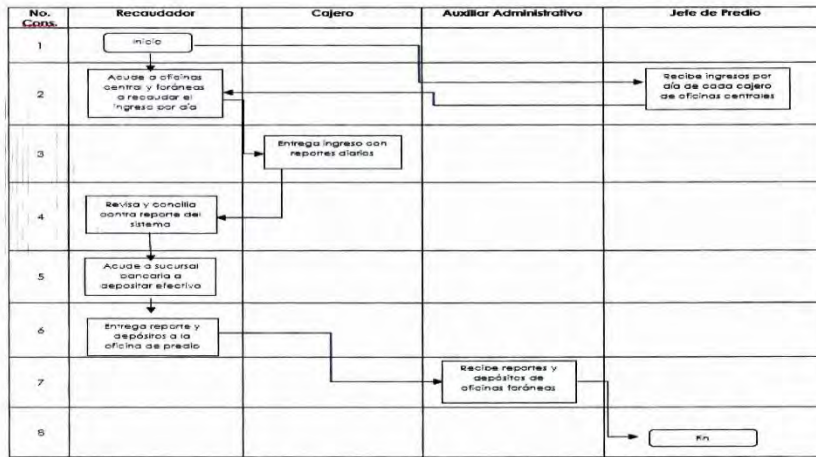 No. Cons. Recaudador Cajero Auxiliar Administrativo Jefe de Predio
1 Inicio
2 Acude a oficinas central y foráneas a recaudar el ingreso por día
Recibe ingresos por día de cada cajero de oficinas centrales
3 Entrega ingreso con reportes diarios
4 Revisa y concilia contra reporte del sistema
5 Acude a sucursal bancaria a depositar efectivo
6 Entrega reporte y depósitos a la oficina de predio
7 Recibe reportes y depósitos de oficinas foráneas
8 Fin